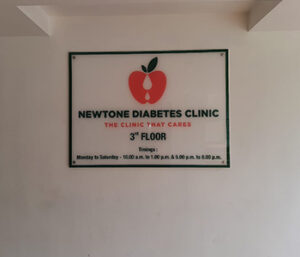 NEWTONE DIABETES CLINIC
THE CLINIC THAT CARES
3rd FLOOR
Timings :
Monday to Saturday - 10.00 a.m. to 1.00 p.m. & 5.00 p.m. to 8.00 p.m.